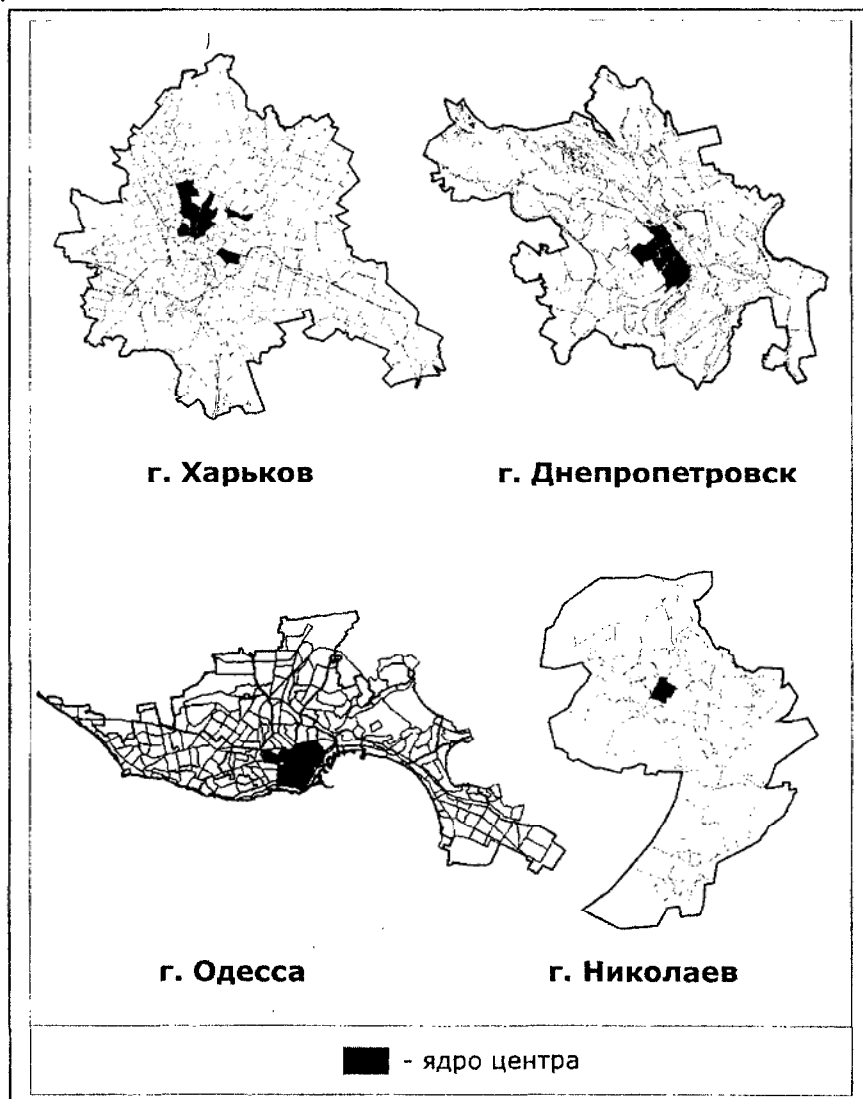 г. Харьков
г. Днепропетровск
г. Одесса
г. Николаев
- ядро центра